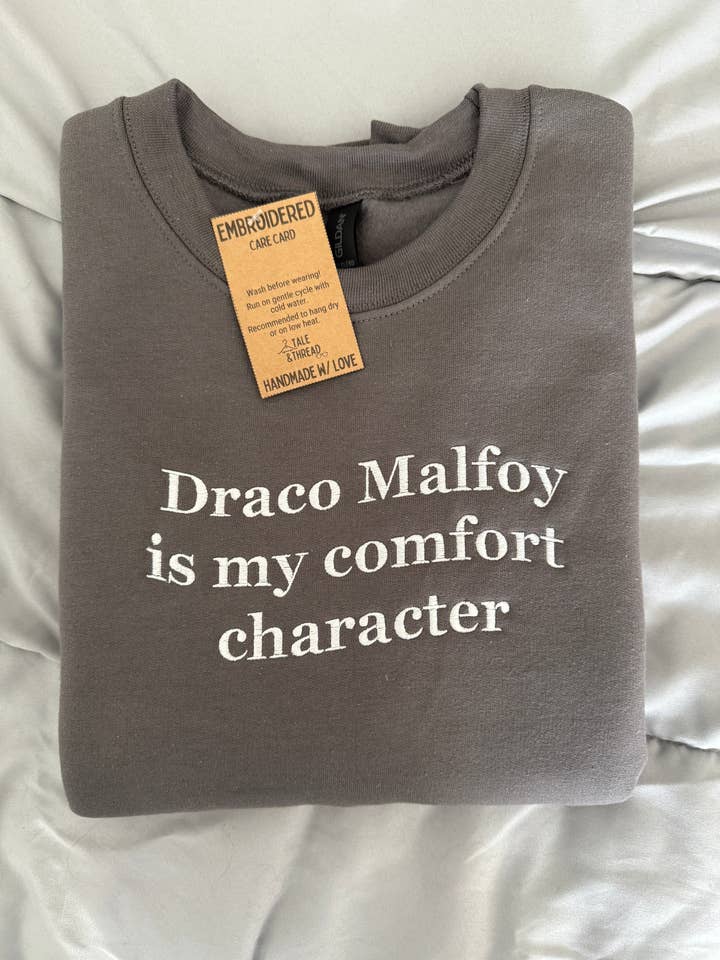 EMBROIDERED
CARE CARD
Wash before wearing!
Run on gentle cycle with
cold water.
Recommended to hang dry
or on low heat.
TALE
&THREAD
HANDMADE W/ LOVE
GILDAN
Draco Malfoy
is my comfort
character